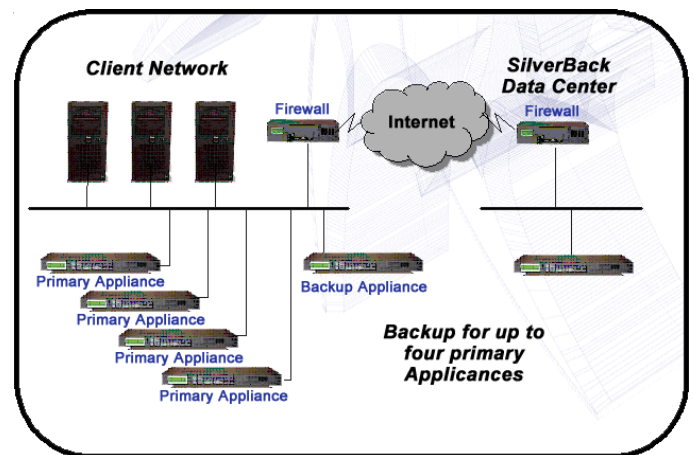 Client Network
SilverBack
Data Center
Firewall
Internet
Firewall
Primary Appliance
Primary Appliance
Primary Appliance
Primary Appliance
Backup Appliance
Backup for up to
four primary
Applicances